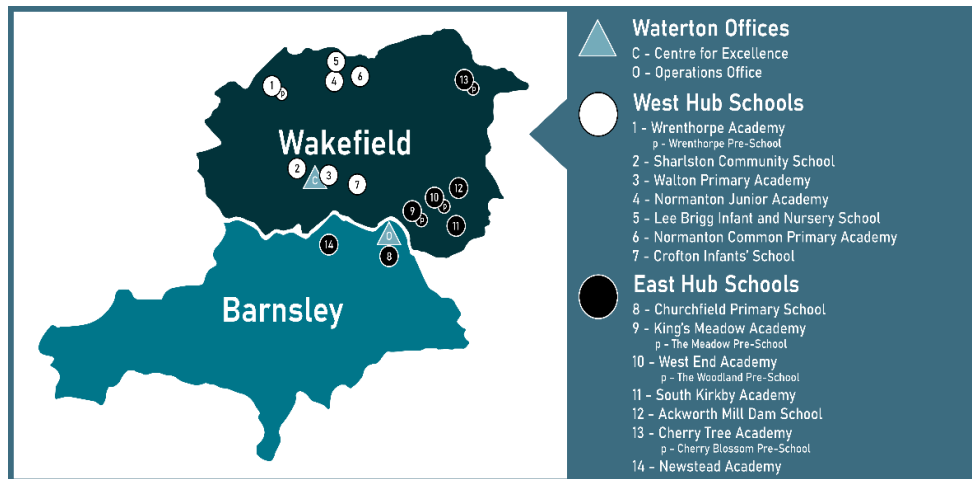 Wakefield
Barnsley
1
p
5
4
6
13
p
2
C
3
7
12
10
p
9
p
11
O
14
8
Waterton Offices
C - Centre for Excellence
O - Operations Office
West Hub Schools
1 - Wrenthorpe Academy
p - Wrenthorpe Pre-School
2 - Sharlston Community School
3 - Walton Primary Academy
4 - Normanton Junior Academy
5 - Lee Brigg Infant and Nursery School
6 - Normanton Common Primary Academy
7 - Crofton Infants' School
East Hub Schools
8 - Churchfield Primary School
9 - King's Meadow Academy
p - The Meadow Pre-School
10 - West End Academy
p - The Woodland Pre-School
11 - South Kirkby Academy
12 - Ackworth Mill Dam School
13 - Cherry Tree Academy
p - Cherry Blossom Pre-School
14 - Newstead Academy